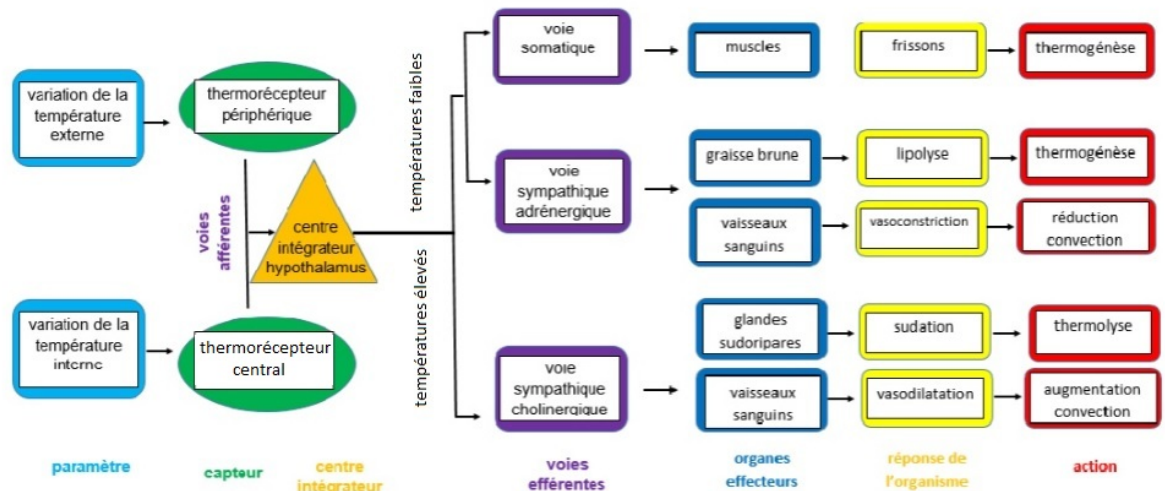 variation de la
température
externe
thermorécepteur
périphérique
voies
afférentes
centre
intégrateur
hypothalamus
variation de la
température
interne
thermorécepteur
central
températures faibles
températures élevés
voie
somatique
muscles
frissons
thermogénèse
voie
sympathique
adrénergique
graisse brune
lipolyse
thermogénèse
vaisseaux
sanguins
vasoconstriction
réduction
convection
voie
sympathique
cholinergique
glandes
sudoripares
sudation
thermolyse
vaisseaux
sanguins
vasodilatation
augmentation
convection
paramètre
capteur
centre
intégrateur
voies
efférentes
organes
effecteurs
réponse de
l'organisme
action